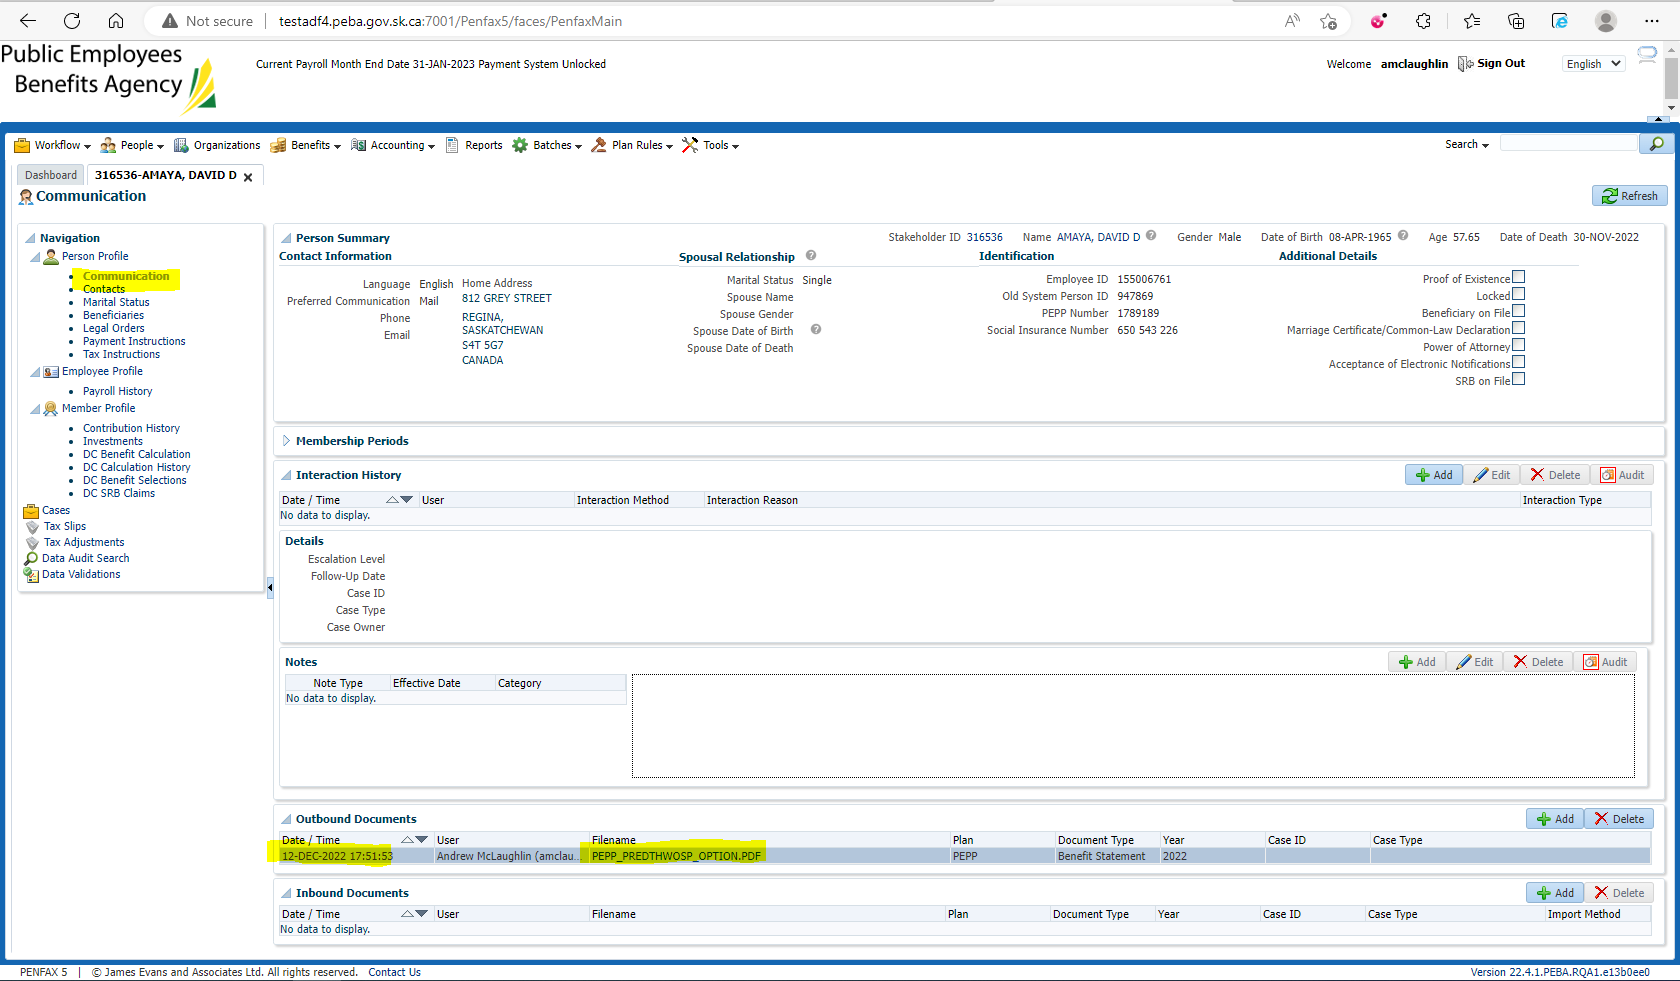 Not secure | testadf4.peba.gov.sk.ca:7001/Penfax5/faces/PenfaxMain
Public Employees
Benefits Agency
Current Payroll Month End Date 31-JAN-2023 Payment System Unlocked
Welcome amclaughlin Sign Out English
Workflow People Organizations Benefits Accounting Reports Batches Plan Rules Tools Search
Dashboard 316536-AMAYA, DAVID D
Communication
Refresh
Navigation
Person Profile
Communication
Contacts
Marital Status
Beneficiaries
Legal Orders
Payment Instructions
Tax Instructions
Employee Profile
Payroll History
Member Profile
Contribution History
Investments
DC Benefit Calculation
DC Calculation History
DC Benefit Selections
DC SRB Claims
Cases
Tax Slips
Tax Adjustments
Data Audit Search
Data Validations
Person Summary Stakeholder ID 316536 Name AMAYA, DAVID D Gender Male Date of Birth 08-APR-1965 Age 57.65 Date of Death 30-NOV-2022
Contact Information
Language English
Preferred Communication Mail
Phone
Email
Home Address
812 GREY STREET
REGINA,
SASKATCHEWAN
S4T 5G7
CANADA
Spousal Relationship
Marital Status Single
Spouse Name
Spouse Gender
Spouse Date of Birth
Spouse Date of Death
Identification
Employee ID 155006761
Old System Person ID 947869
PEPP Number 1789189
Social Insurance Number 650 543 226
Additional Details
Proof of Existence
Locked
Beneficiary on File
Marriage Certificate/Common-Law Declaration
Power of Attorney
Acceptance of Electronic Notifications
SRB on File
Membership Periods
Interaction History Add Edit Delete Audit
Date / Time User Interaction Method Interaction Reason Interaction Type
No data to display.
Details
Escalation Level
Follow-Up Date
Case ID
Case Type
Case Owner
Notes Add Edit Delete Audit
Note Type Effective Date Category
No data to display.
Outbound Documents Add Delete
Date / Time User Filename Plan Document Type Year Case ID Case Type
12-DEC-2022 17:51:53 Andrew McLaughlin (amclau... PEPP_PREDTHWOSP_OPTION.PDF PEPP Benefit Statement 2022
Inbound Documents Add Delete
Date / Time User Filename Plan Document Type Year Case ID Case Type Import Method
No data to display.
PENFAX 5 | © James Evans and Associates Ltd. All rights reserved. Contact Us Version 22.4.1.PEBA.RQA1.e13b0ee0